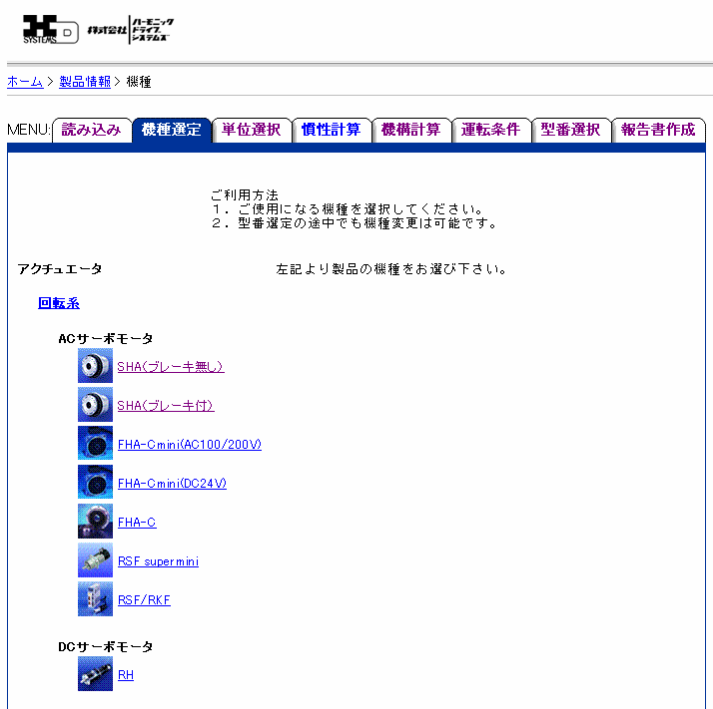 HD SYSTEMS 株式会社 ハーモニック ドライブ システムズ
ホーム > 製品情報 > 機種
MENU: 読み込み 機種選定 単位選択 慣性計算 機構計算 運転条件 型番選択 報告書作成
ご利用方法
１．ご使用になる機種を選択してください。
２．型番選定の途中でも機種変更は可能です。
アクチュエータ 左記より製品の機種をお選び下さい。
回転系
ACサーボモータ
SHA(ブレーキ無し)
SHA(ブレーキ付)
FHA-Cmini(AC100/200V)
FHA-Cmini(DC24V)
FHA-C
RSF supermini
RSF/RKF
DCサーボモータ
RH